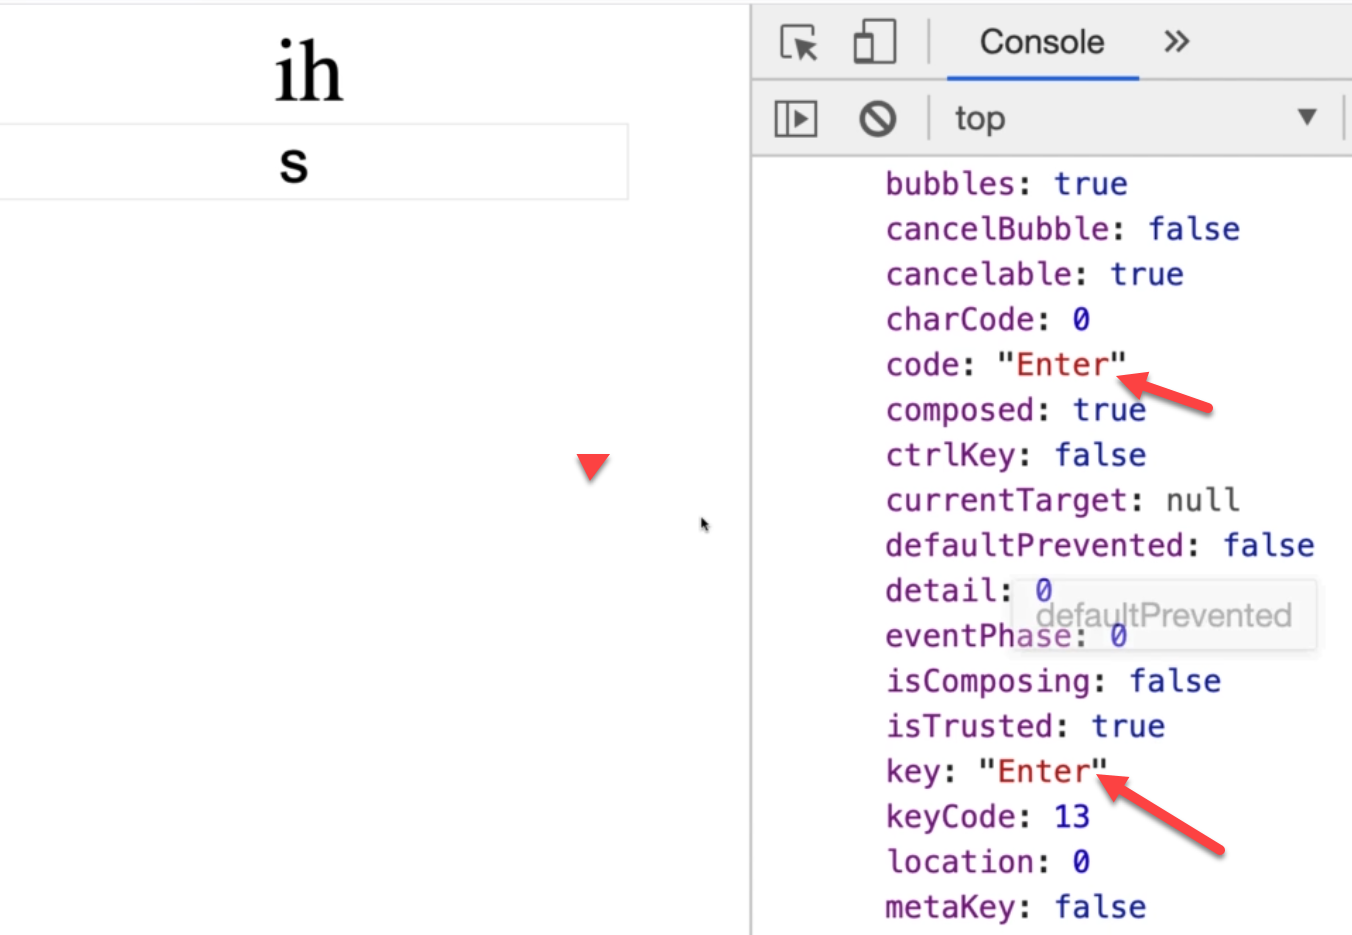 ih
s
Console
top
bubbles: true
cancelBubble: false
cancelable: true
charCode: 0
code: "Enter"
composed: true
ctrlKey: false
currentTarget: null
defaultPrevented: false
detail: 0
defaultPrevented
eventPhase: 0
isComposing: false
isTrusted: true
key: "Enter"
keyCode: 13
location: 0
metaKey: false